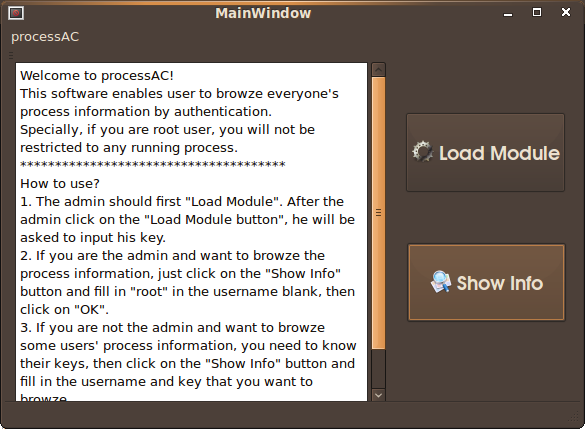 MainWindow
processAC
Welcome to processAC!
This software enables user to browze everyone's
process information by authentication.
Specially, if you are root user, you will not be
restricted to any running process.
**************************************
How to use?
1. The admin should first "Load Module". After the
admin click on the "Load Module button", he will be
asked to input his key.
2. If you are the admin and want to browze the
process information, just click on the "Show Info"
button and fill in "root" in the username blank, then
click on "OK".
3. If you are not the admin and want to browze
some users' process information, you need to know
their keys, then click on the "Show Info" button and
fill in the username and key that you want to
browze
Load Module
Show Info